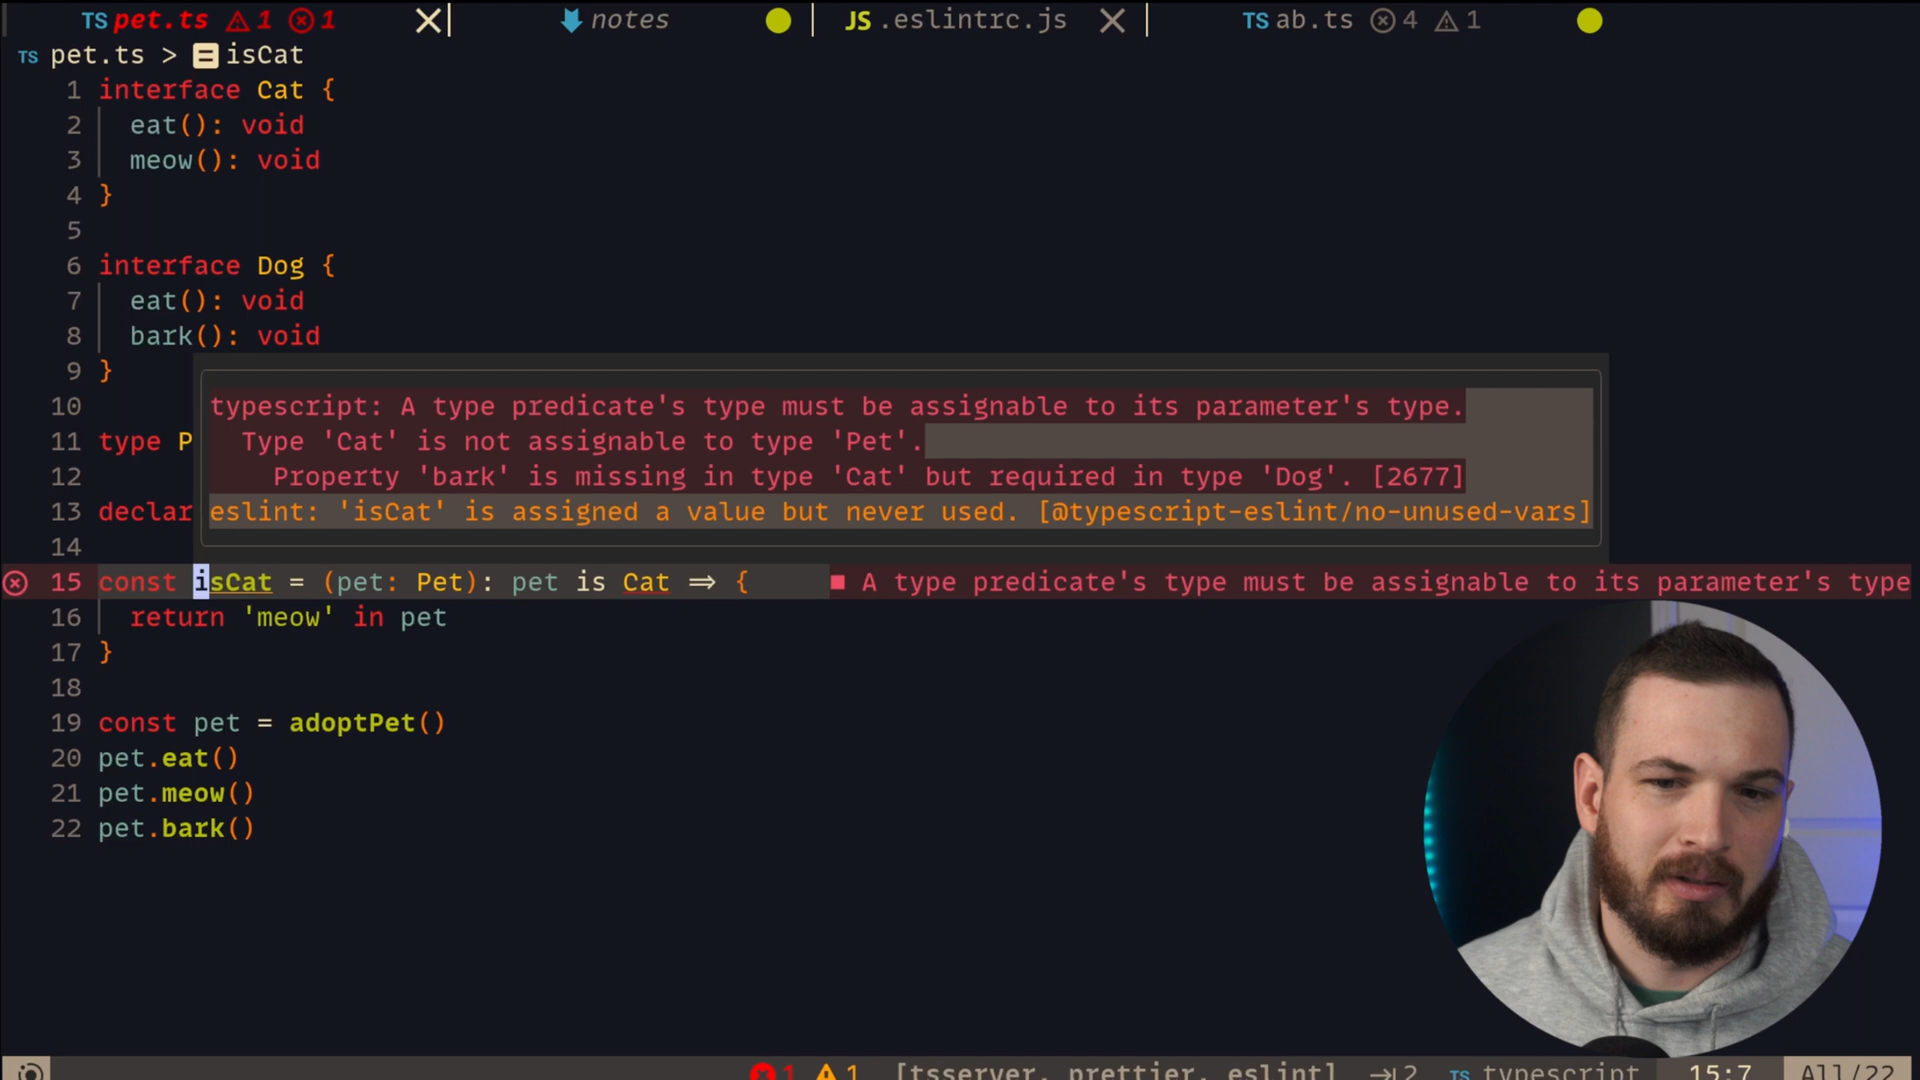 TS pet.ts 1 1 notes JS .eslintrc.js TS ab.ts 4 1
TS pet.ts > isCat
1 interface Cat {
2 eat(): void
3 meow(): void
4 }
5
6 interface Dog {
7 eat(): void
8 bark(): void
9 }
10
typescript: A type predicate's type must be assignable to its parameter's type.
11 type P
Type 'Cat' is not assignable to type 'Pet'.
12
Property 'bark' is missing in type 'Cat' but required in type 'Dog'. [2677]
13 declar
eslint: 'isCat' is assigned a value but never used. [@typescript-eslint/no-unused-vars]
14
15 const isCat = (pet: Pet): pet is Cat ⇒ { ■ A type predicate's type must be assignable to its parameter's type
16 return 'meow' in pet
17 }
18
19 const pet = adoptPet()
20 pet.eat()
21 pet.meow()
22 pet.bark()
1 1 [tsserver, prettier, eslint] 2 TS typescript 15:7 All/22